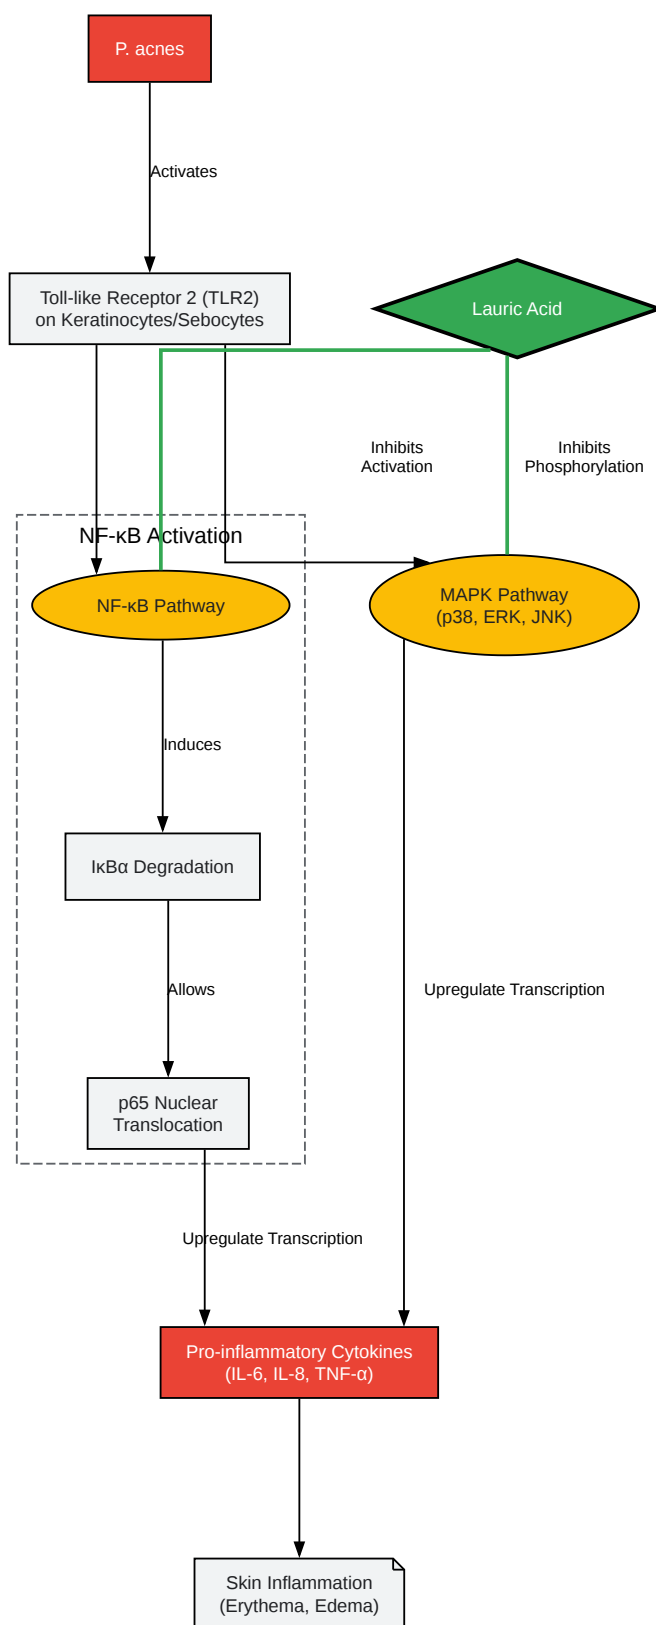 P. acnes
Activates
Toll-like Receptor 2 (TLR2)
on Keratinocytes/Sebocytes
Lauric Acid
Inhibits
Activation
Inhibits
Phosphorylation
NF-κB Activation
NF-κB Pathway
MAPK Pathway
(p38, ERK, JNK)
Induces
IκBα Degradation
Allows
Upregulate Transcription
p65 Nuclear
Translocation
Upregulate Transcription
Pro-inflammatory Cytokines
(IL-6, IL-8, TNF-α)
Skin Inflammation
(Erythema, Edema)